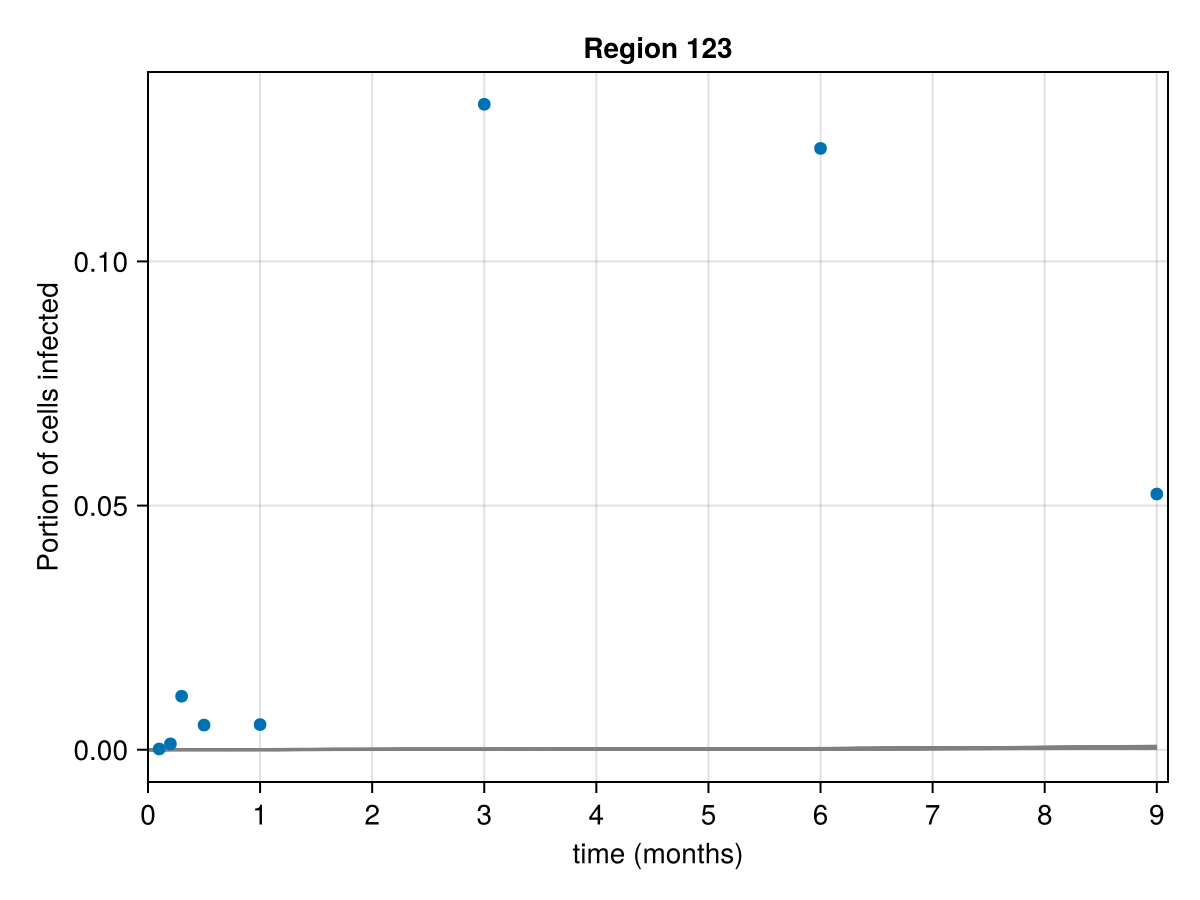 Region 123
Portion of cells infected
0.10
0.05
0.00
0 1 2 3 4 5 6 7 8 9
time (months)